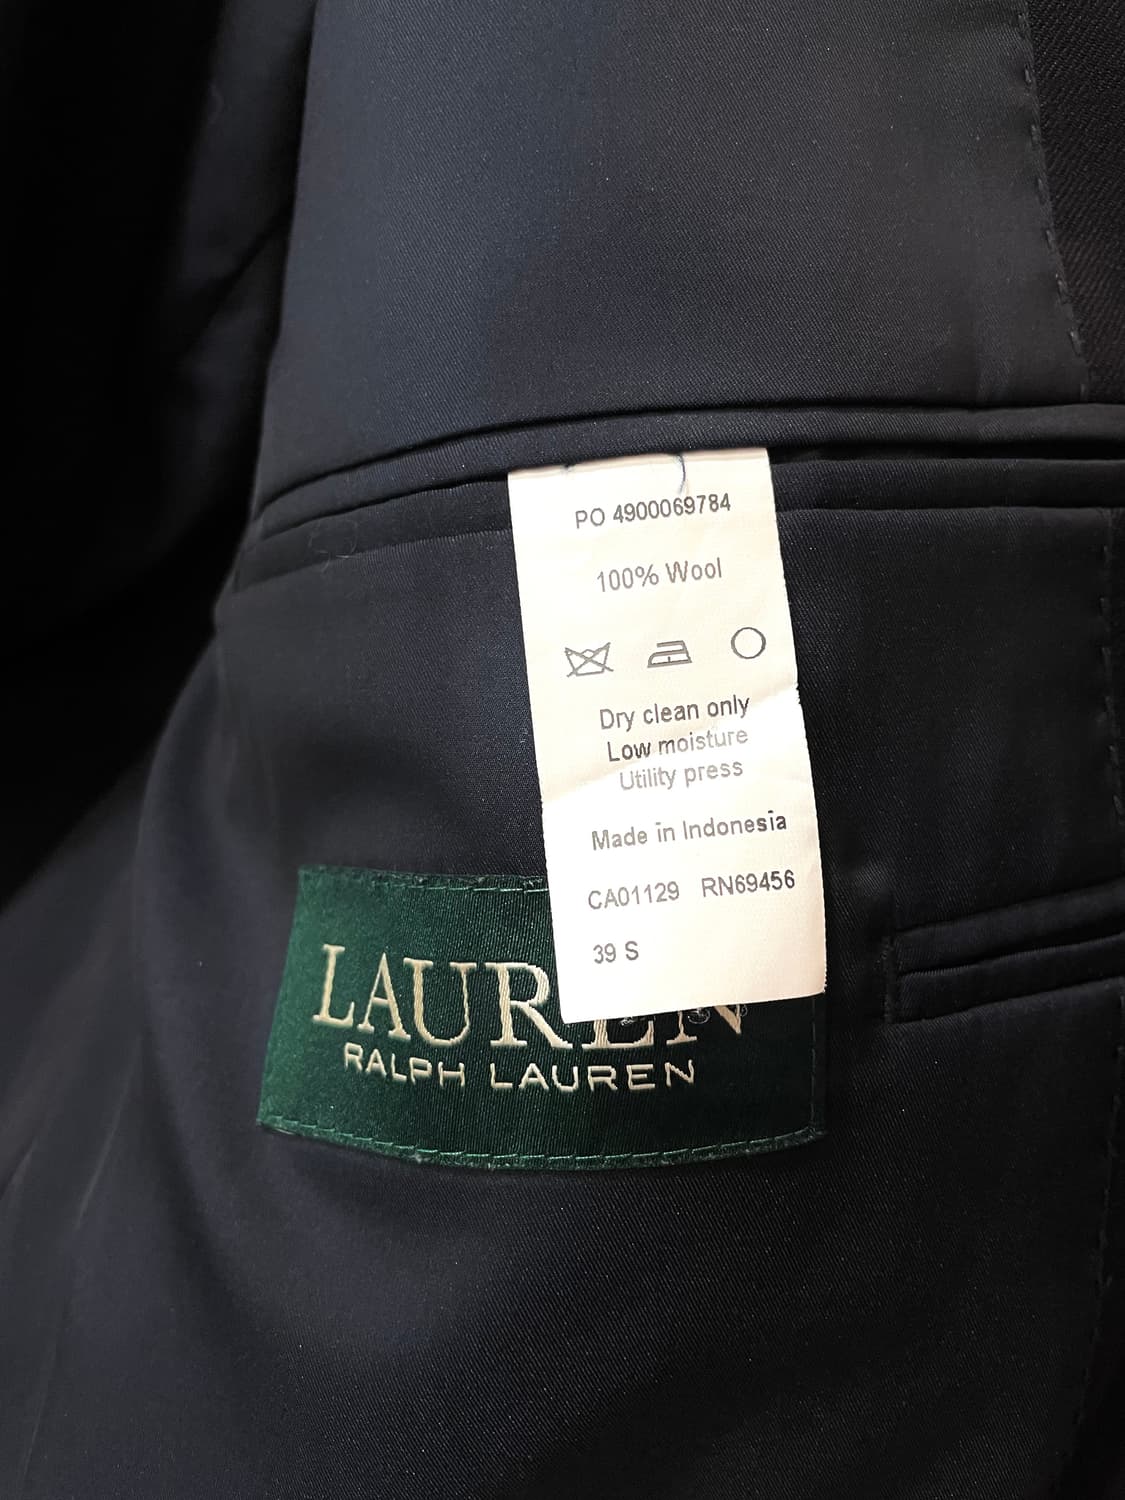 PO 4900069784
100% Wool
Dry clean only
Low moisture
Utility press
Made in Indonesia
CA01129 RN69456
39 S
LAUREN
RALPH LAUREN